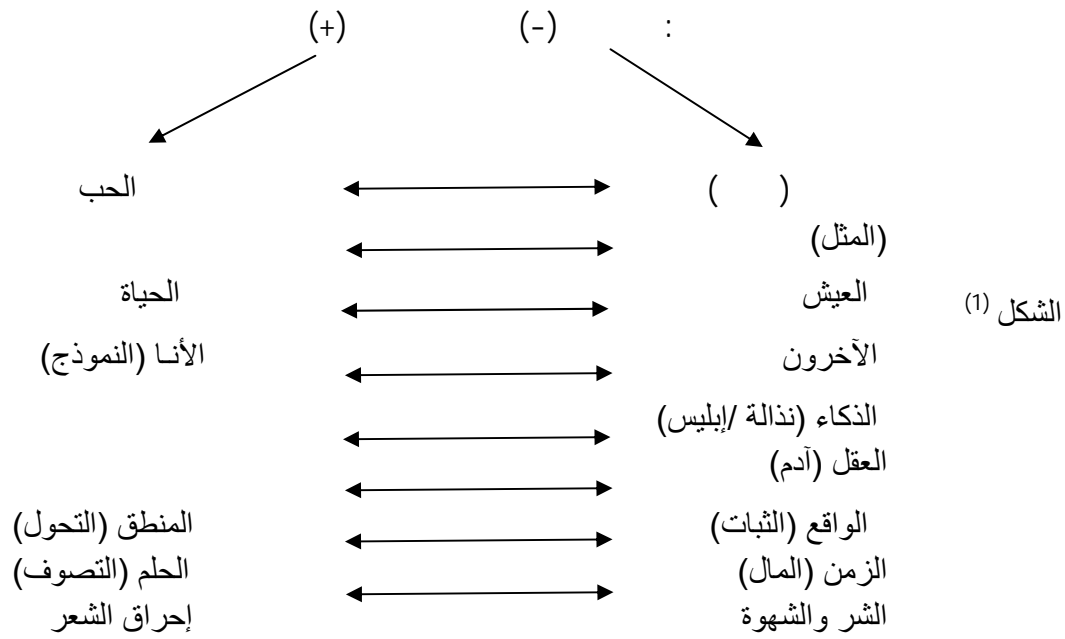 : (-) (+)
( ) الحب
(المثل)
العيش الحياة
الشكل (1)
الآخرون الأنـا (النموذج)
الذكاء (نذالة /إبليس)
العقل (آدم)
الواقع (الثبات) المنطق (التحول)
الزمن (المال) الحلم (التصوف)
الشر والشهوة إحراق الشعر